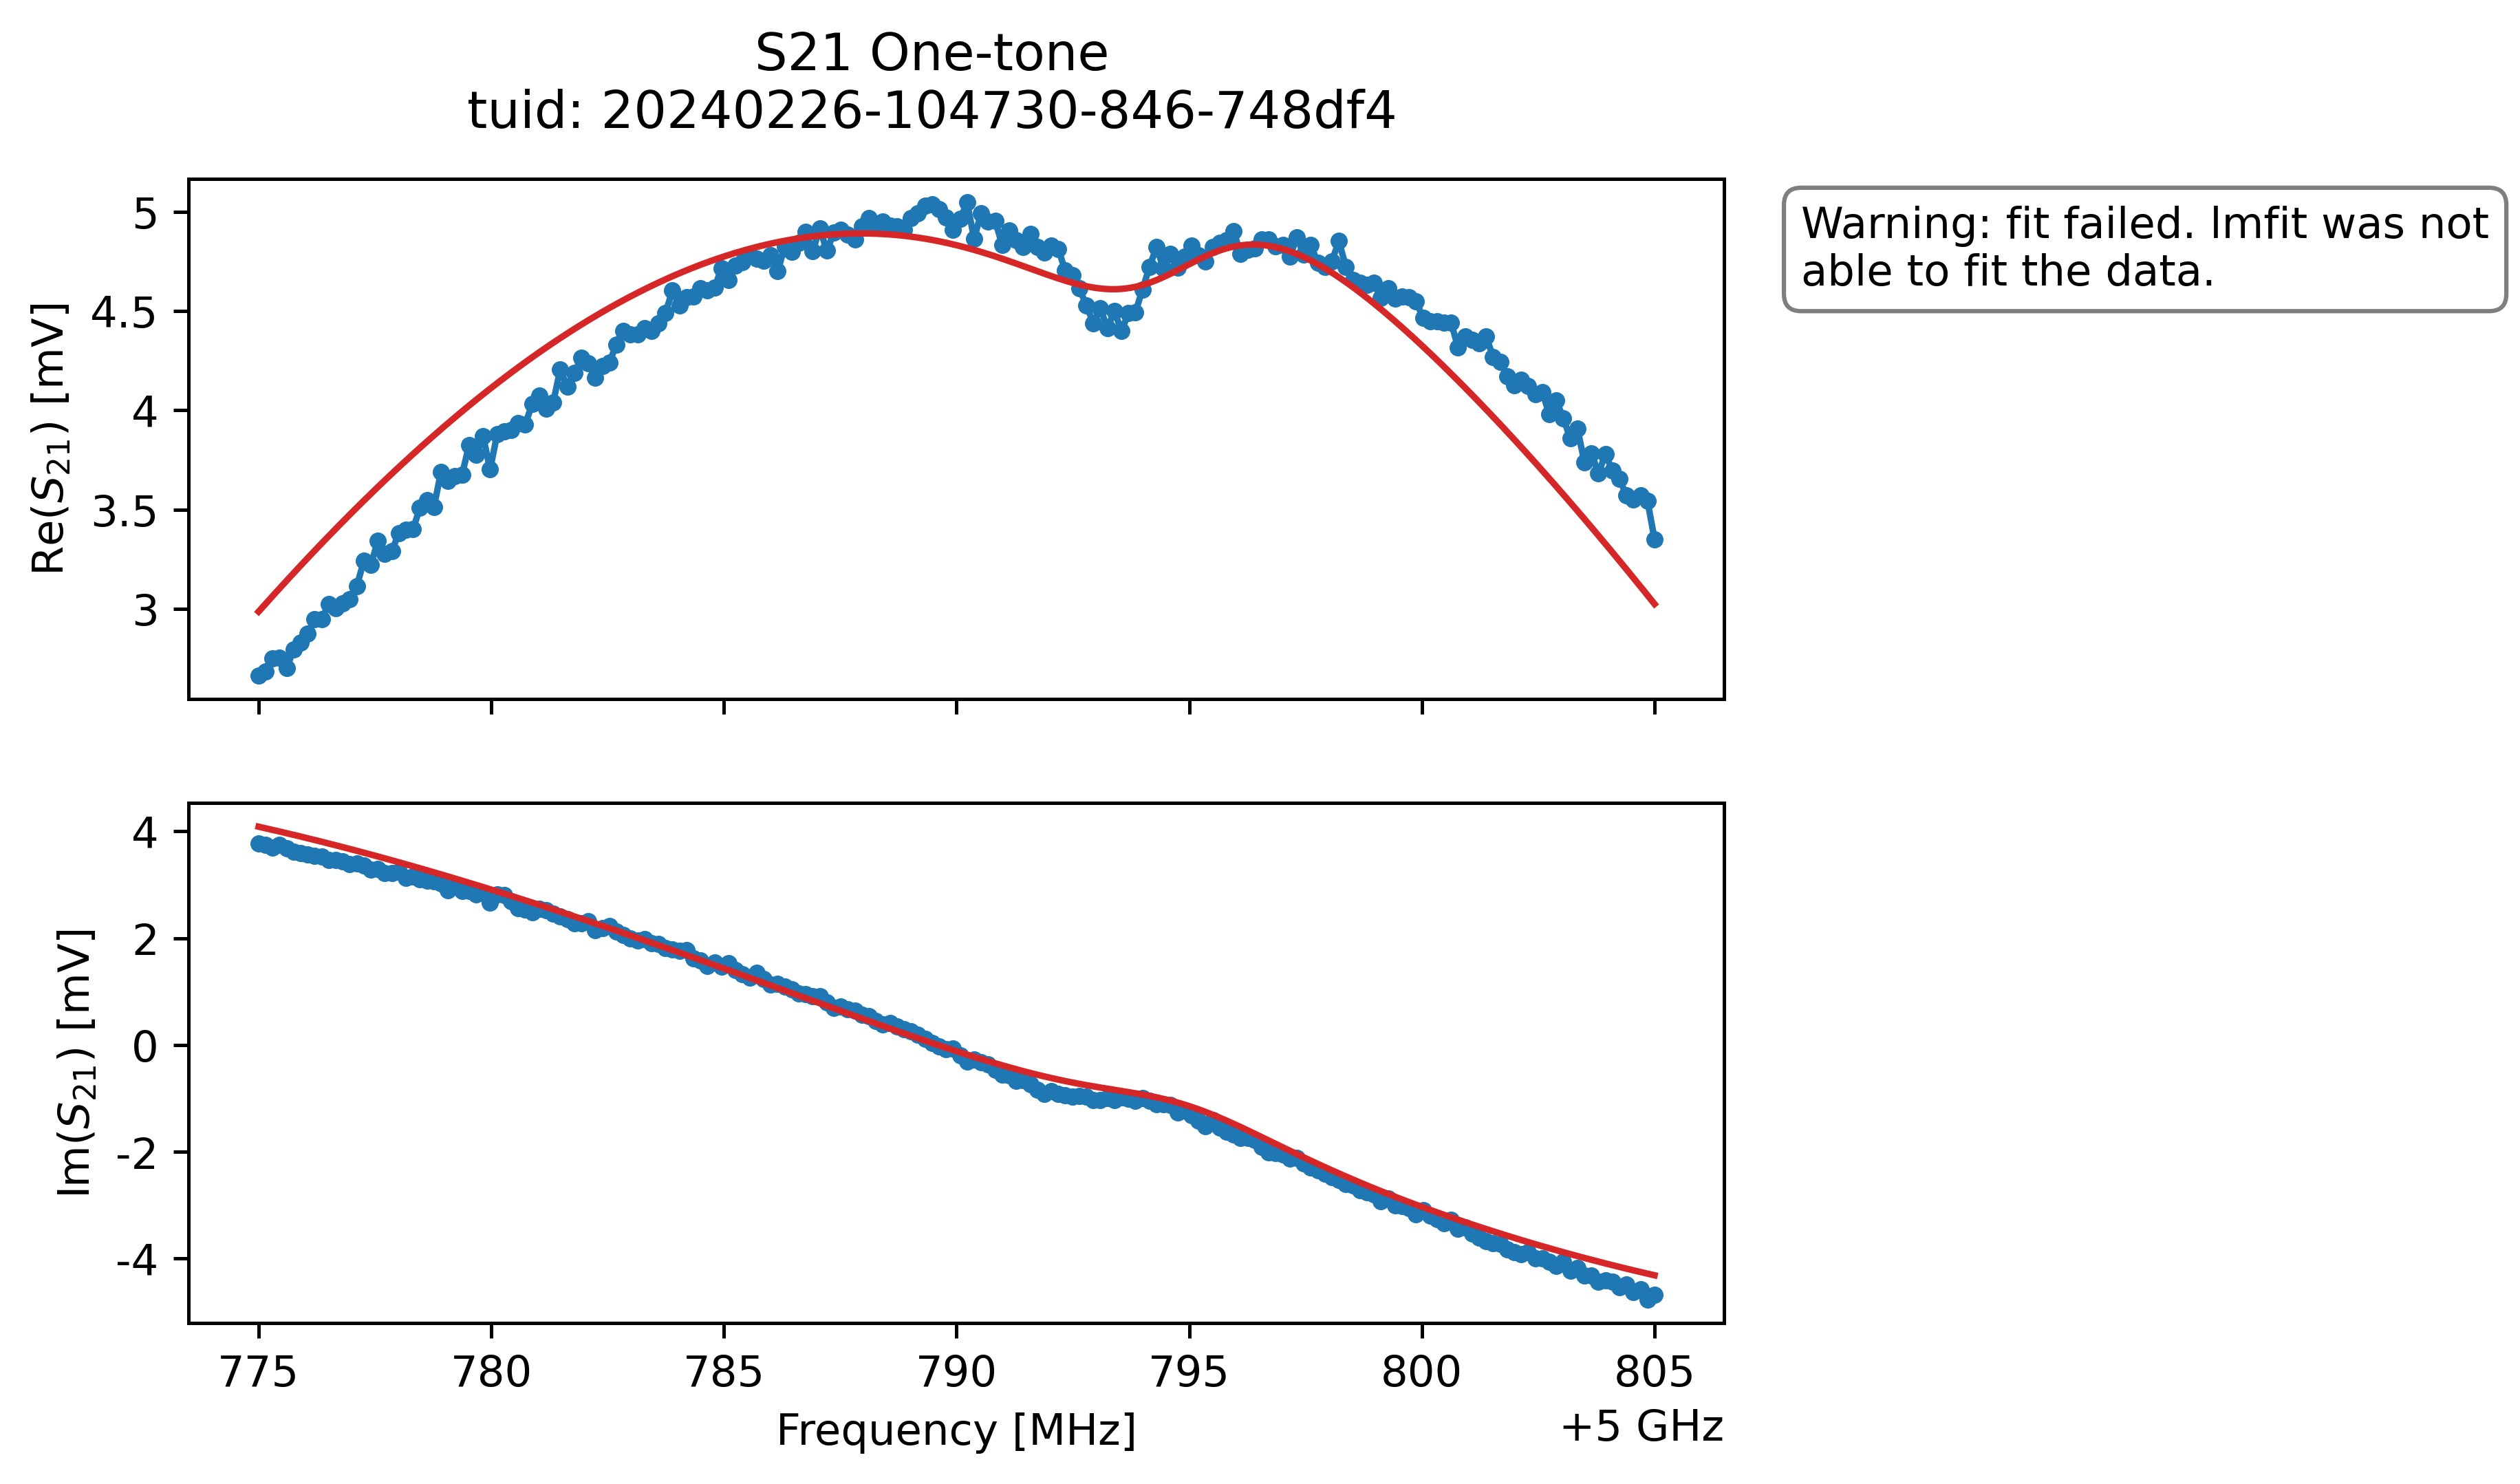 S21 One-tone
tuid: 20240226-104730-846-748df4
Warning: fit failed. lmfit was not
able to fit the data.
Re(S21) [mV]
5
4.5
4
3.5
3
Im(S21) [mV]
4
2
0
-2
-4
775 780 785 790 795 800 805
Frequency [MHz]
+5 GHz